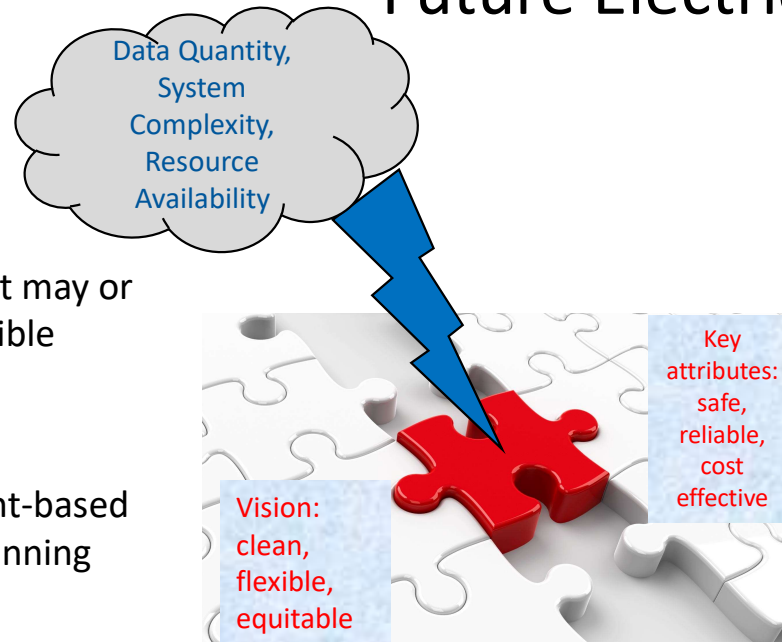 Future Electri
Data Quantity,
System
Complexity,
Resource
Availability
t may or
ible
Key
attributes:
safe,
reliable,
cost
effective
nt-based
nning
Vision:
clean,
flexible,
equitable